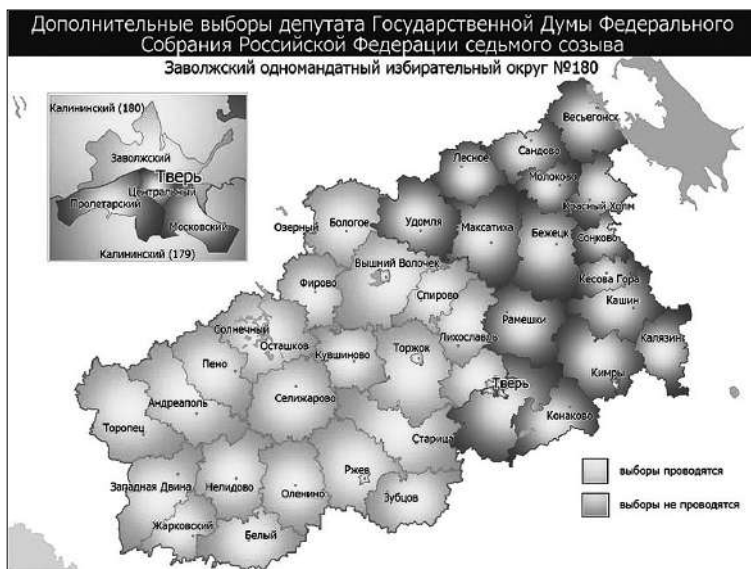 Дополнительные выборы депутата Государственной Думы Федерального
Собрания Российской Федерации седьмого созыва
Заволжский одномандатный избирательный округ №180
Калининский (180)
Заволжский
Тверь
Центральный
Пролетарский
Московский
Калининский (179)
Весьегонск
Сандово
Лесное
Молоково
Красный Холм
Озерный
Бологое
Удомля
Максатиха
Бежецк
Сонково
Вышний Волочек
Фирово
Спирово
Кесова Гора
Кашин
Солнечный
Осташков
Кувшиново
Торжок
Лихославль
Рамешки
Калязин
Пено
Тверь
Кимры
Андреаполь
Селижарово
Конаково
Торопец
Старица
Ржев
Западная Двина
Нелидово
Оленино
Зубцов
Жарковский
Белый
выборы проводятся
выборы не проводятся